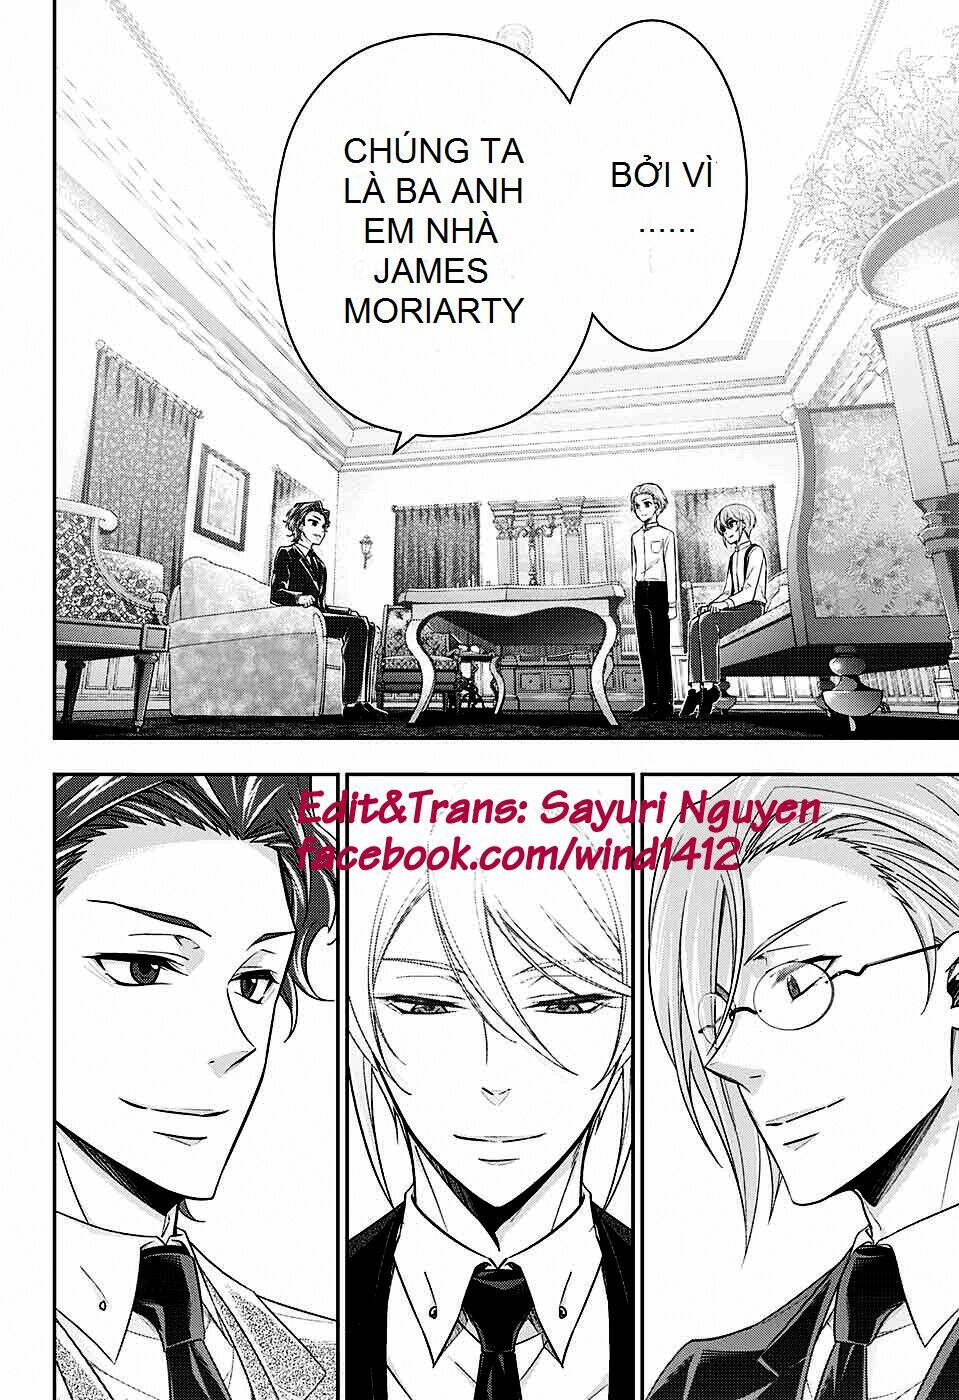 BỞI VÌ
......
CHÚNG TA
LÀ BA ANH
EM NHÀ
JAMES
MORIARTY
Edit&Trans: Sayuri Nguyen
facebook.com/wind1412